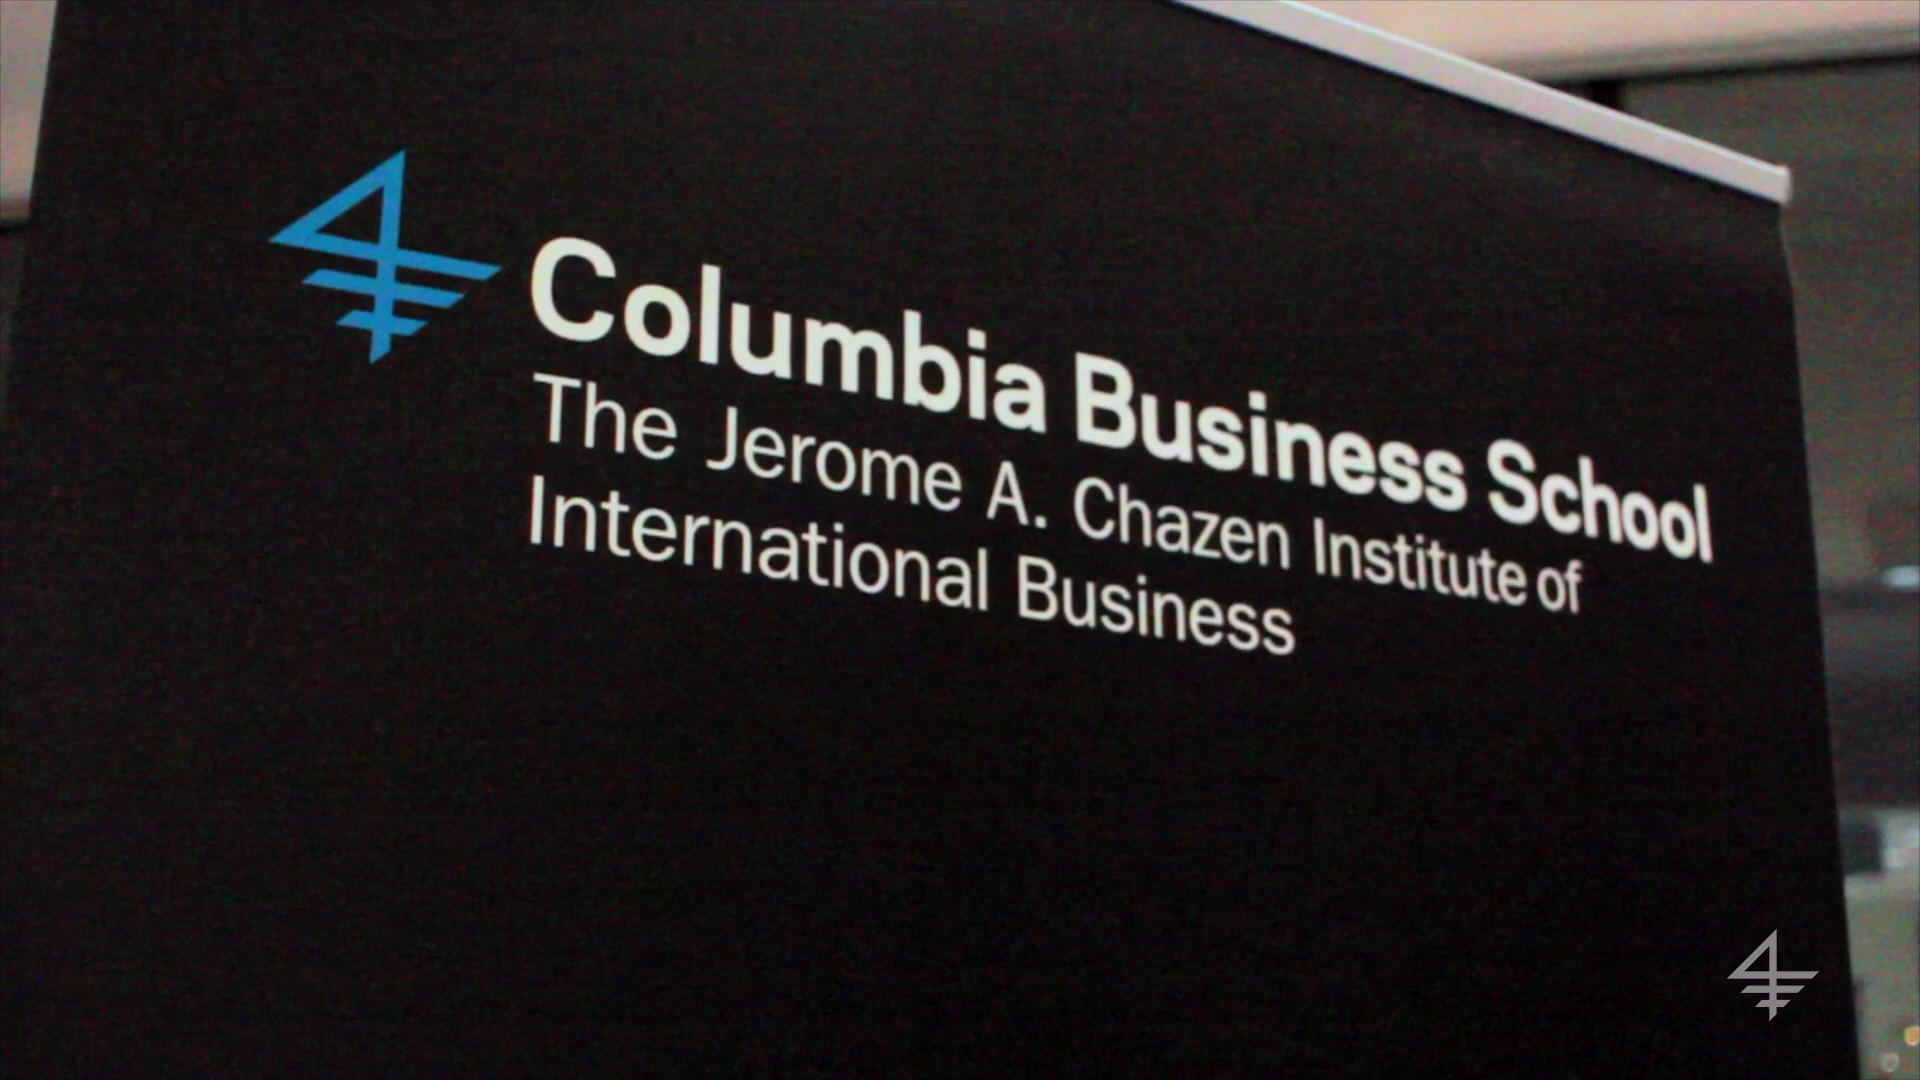 Columbia Business School
The Jerome A. Chazen Institute of
International Business